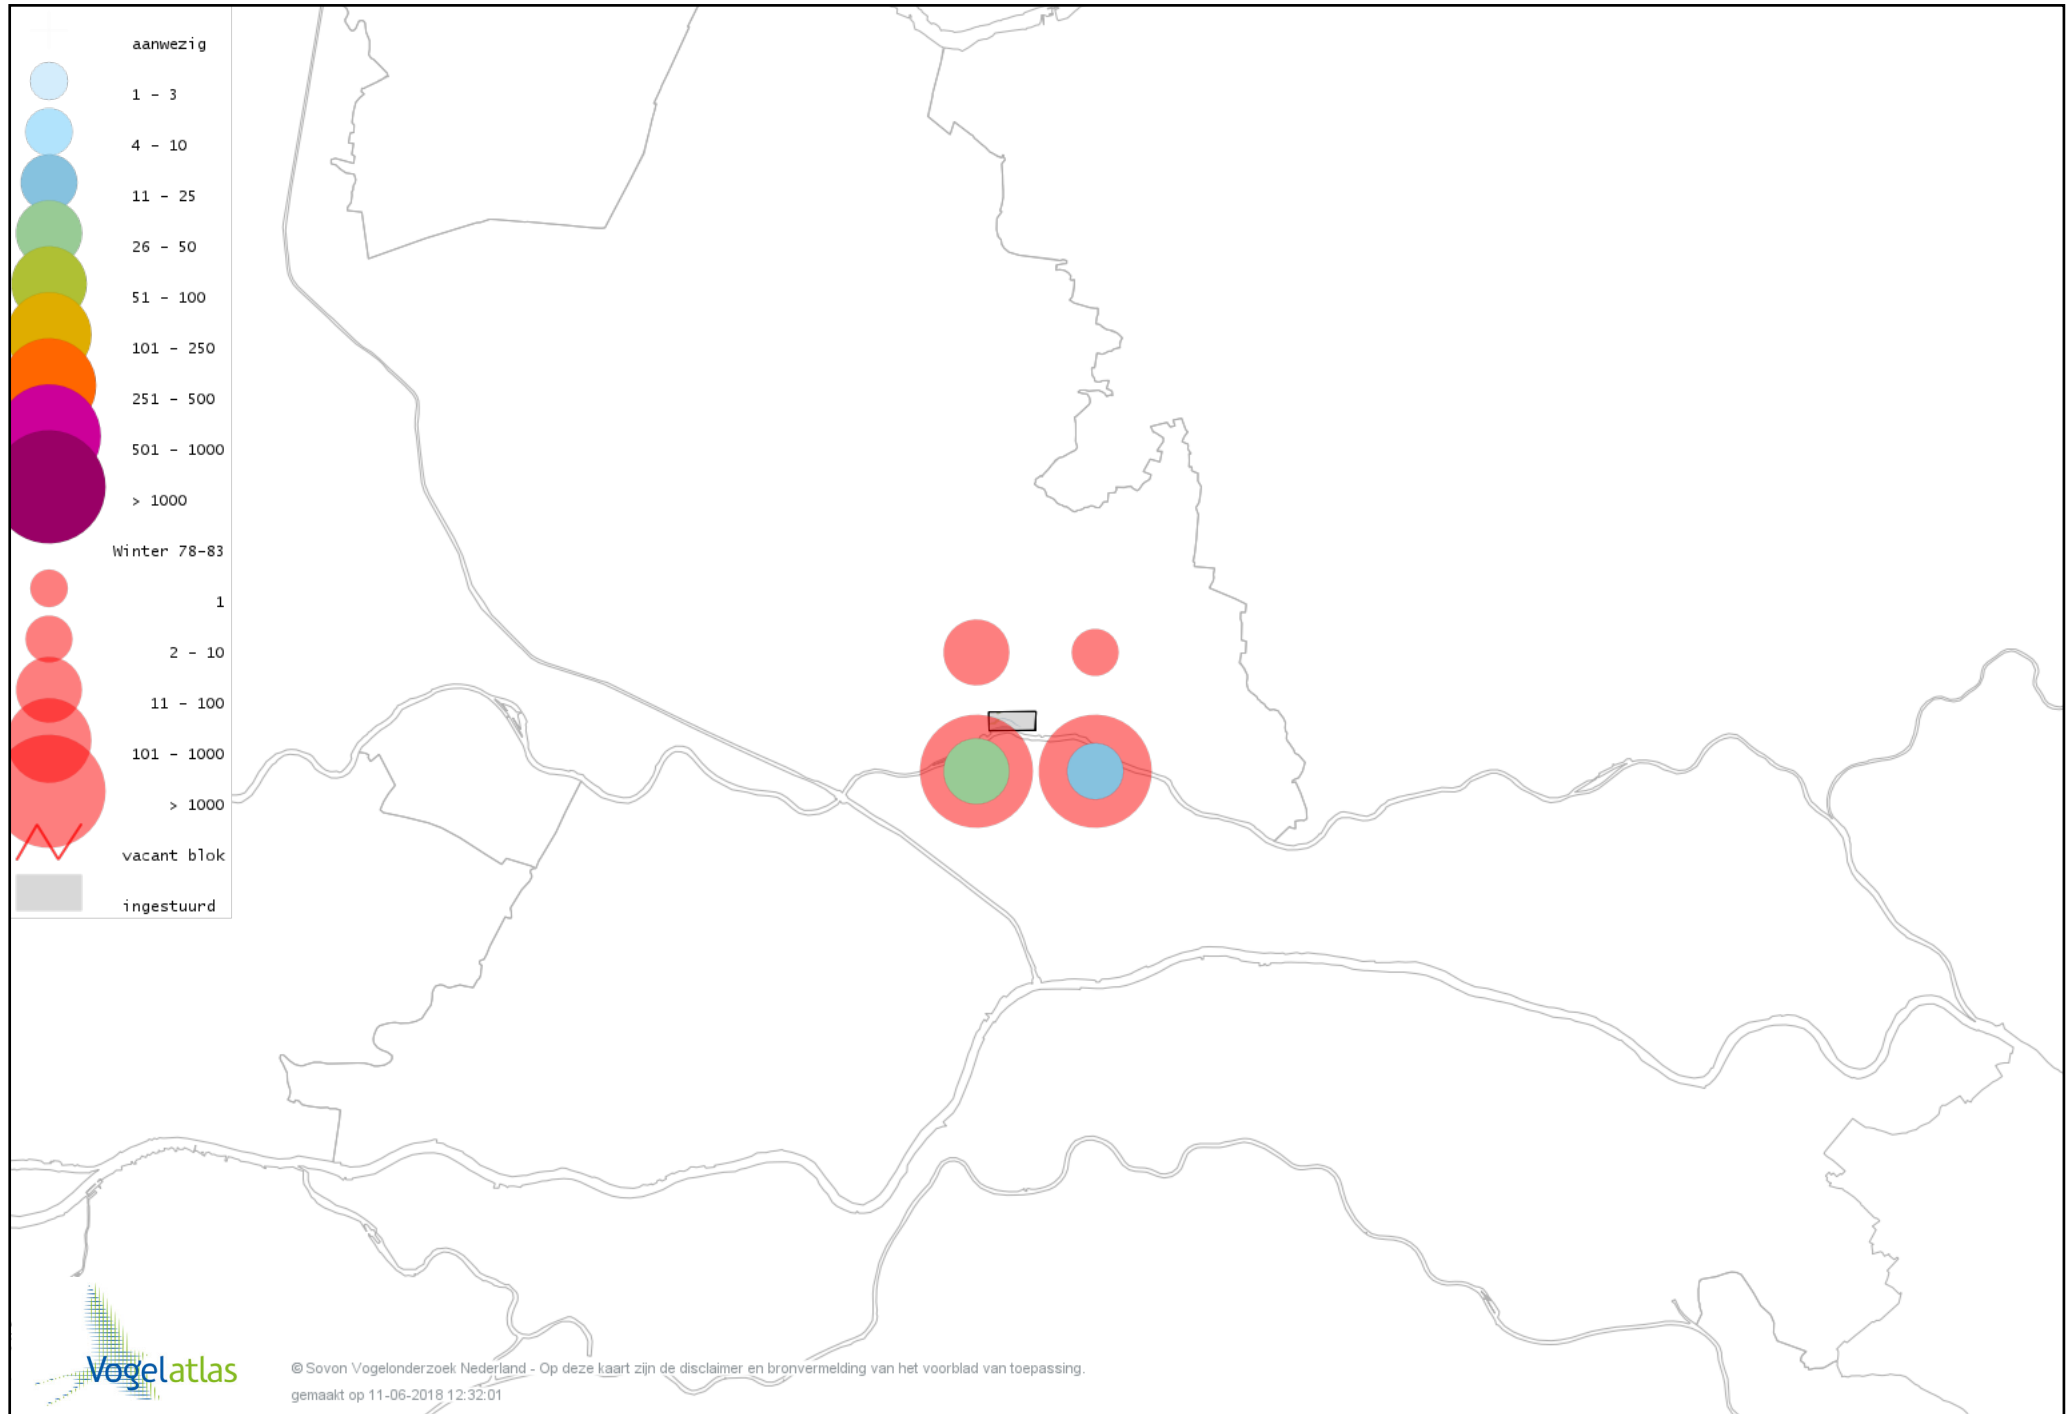 aanwezig
1 - 3
4 - 10
11 - 25
26 - 50
51 - 100
101 - 250
251 - 500
501 - 1000
> 1000
Winter 78-83
1
2 - 10
11 - 100
101 - 1000
> 1000
vacant blok
ingestuurd
Vogelatlas
© Sovon Vogelonderzoek Nederland - Op deze kaart zijn de disclaimer en bronvermelding van het voorblad van toepassing.
gemaakt op 11-06-2018 12:32:01